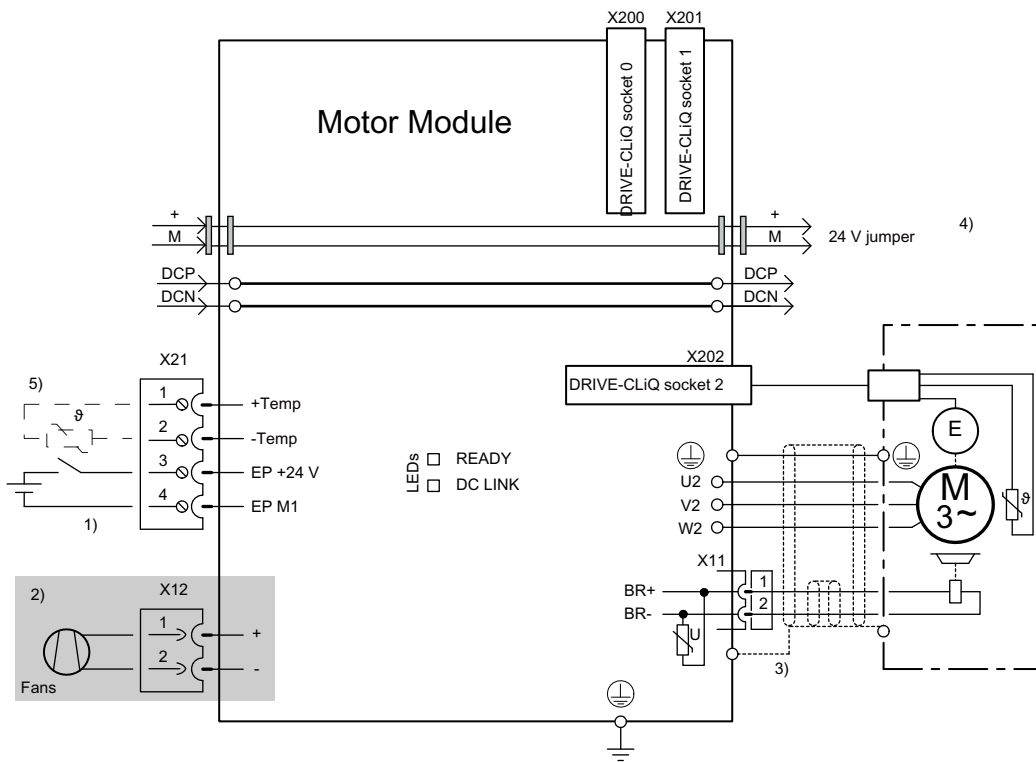 X200 X201
DRIVE-CLiQ socket 0
DRIVE-CLiQ socket 1
Motor Module
+ +
M M 24 V jumper 4)
DCP DCP
DCN DCN
X21 X202
5) DRIVE-CLiQ socket 2
1 +Temp
ϑ
2 -Temp
3 EP +24 V
4 EP M1
1)
LEDs
READY
DC LINK
E
U2
V2
W2
M
3~
ϑ
X11
BR+ 1
BR- 2
U
3)
2) X12
1 +
2 -
Fans